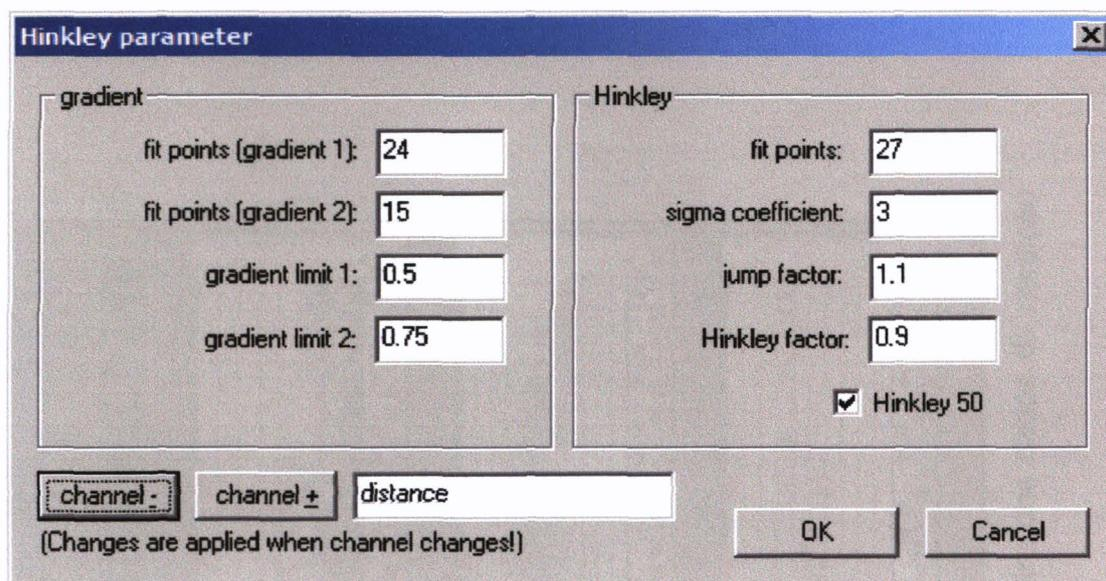 Hinkley parameter
gradient
fit points (gradient 1): 24
fit points (gradient 2): 15
gradient limit 1: 0.5
gradient limit 2: 0.75
Hinkley
fit points: 27
sigma coefficient: 3
jump factor: 1.1
Hinkley factor: 0.9
Hinkley 50
channel - channel + distance
(Changes are applied when channel changes!)
OK Cancel